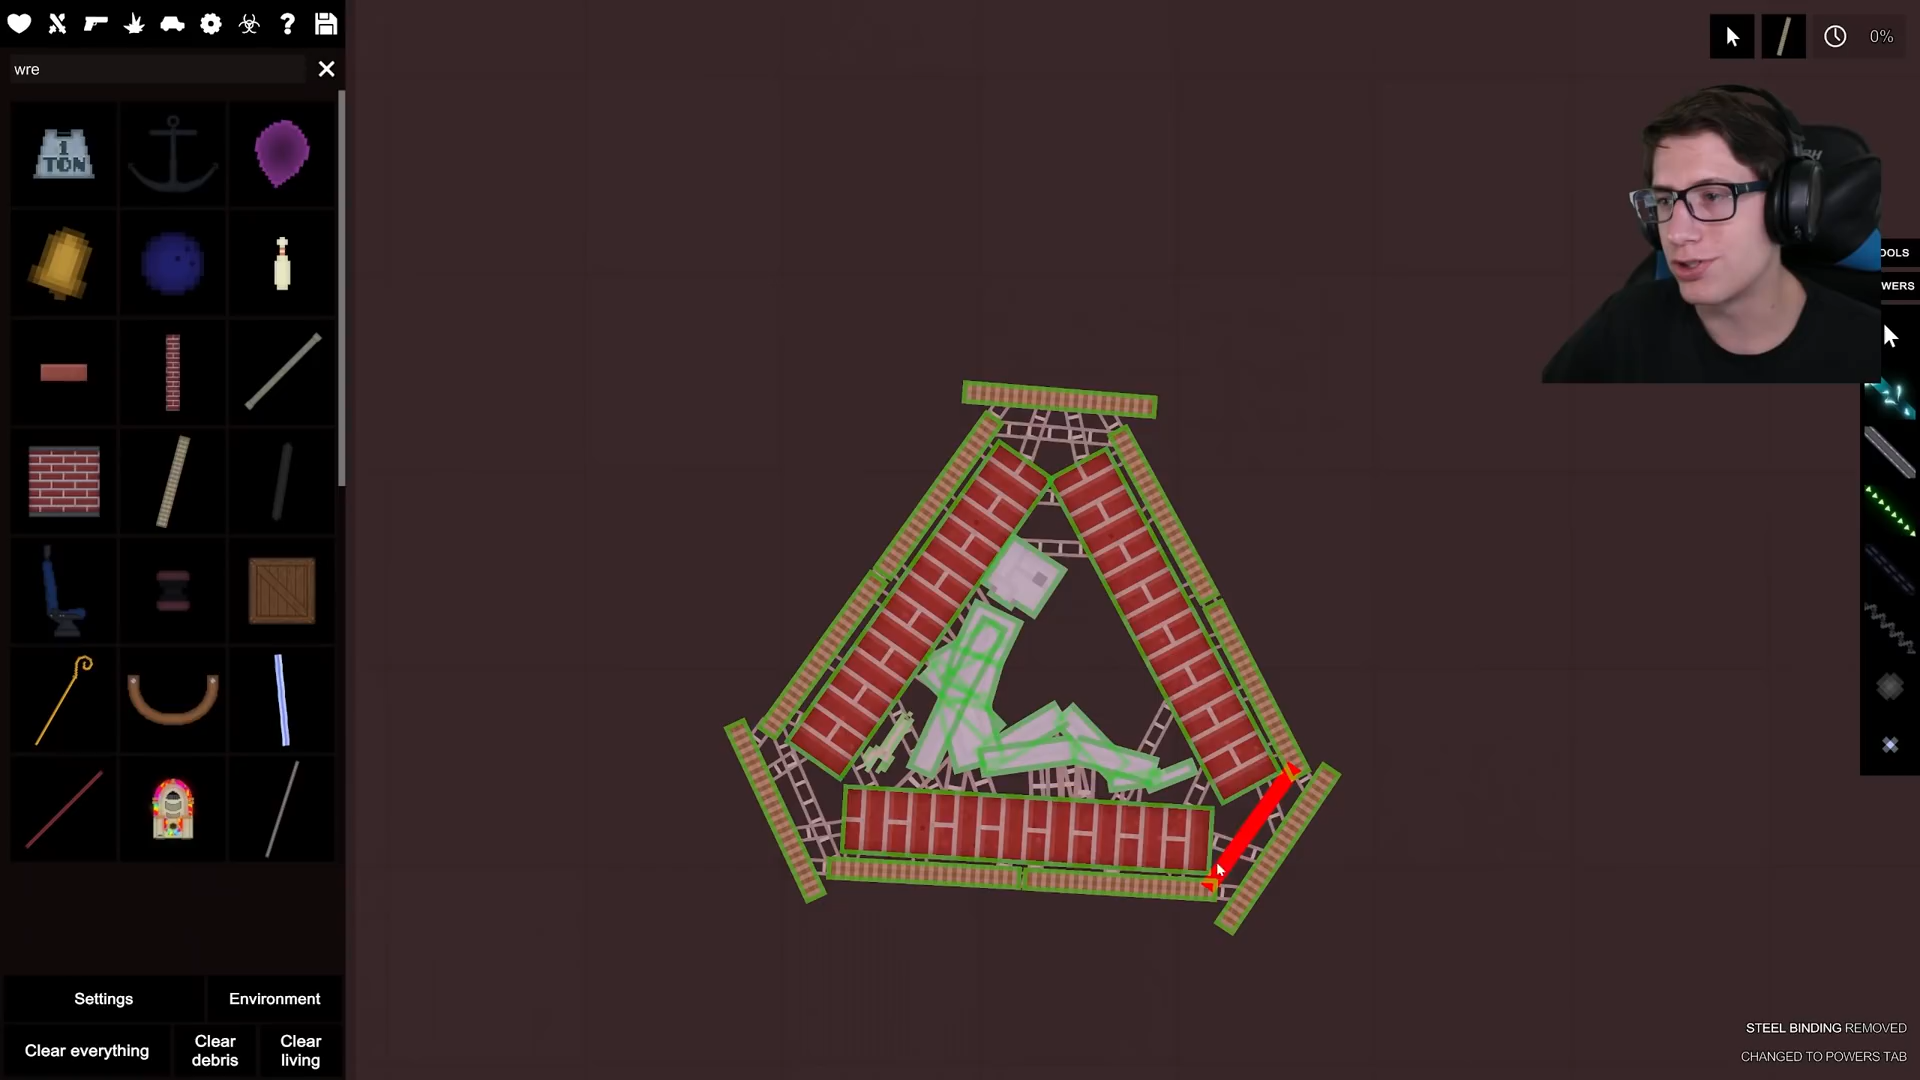 0%
wre
1
TON
OOLS
WERS
Settings
Environment
Clear everything
Clear
debris
Clear
living
STEEL BINDING REMOVED
CHANGED TO POWERS TAB